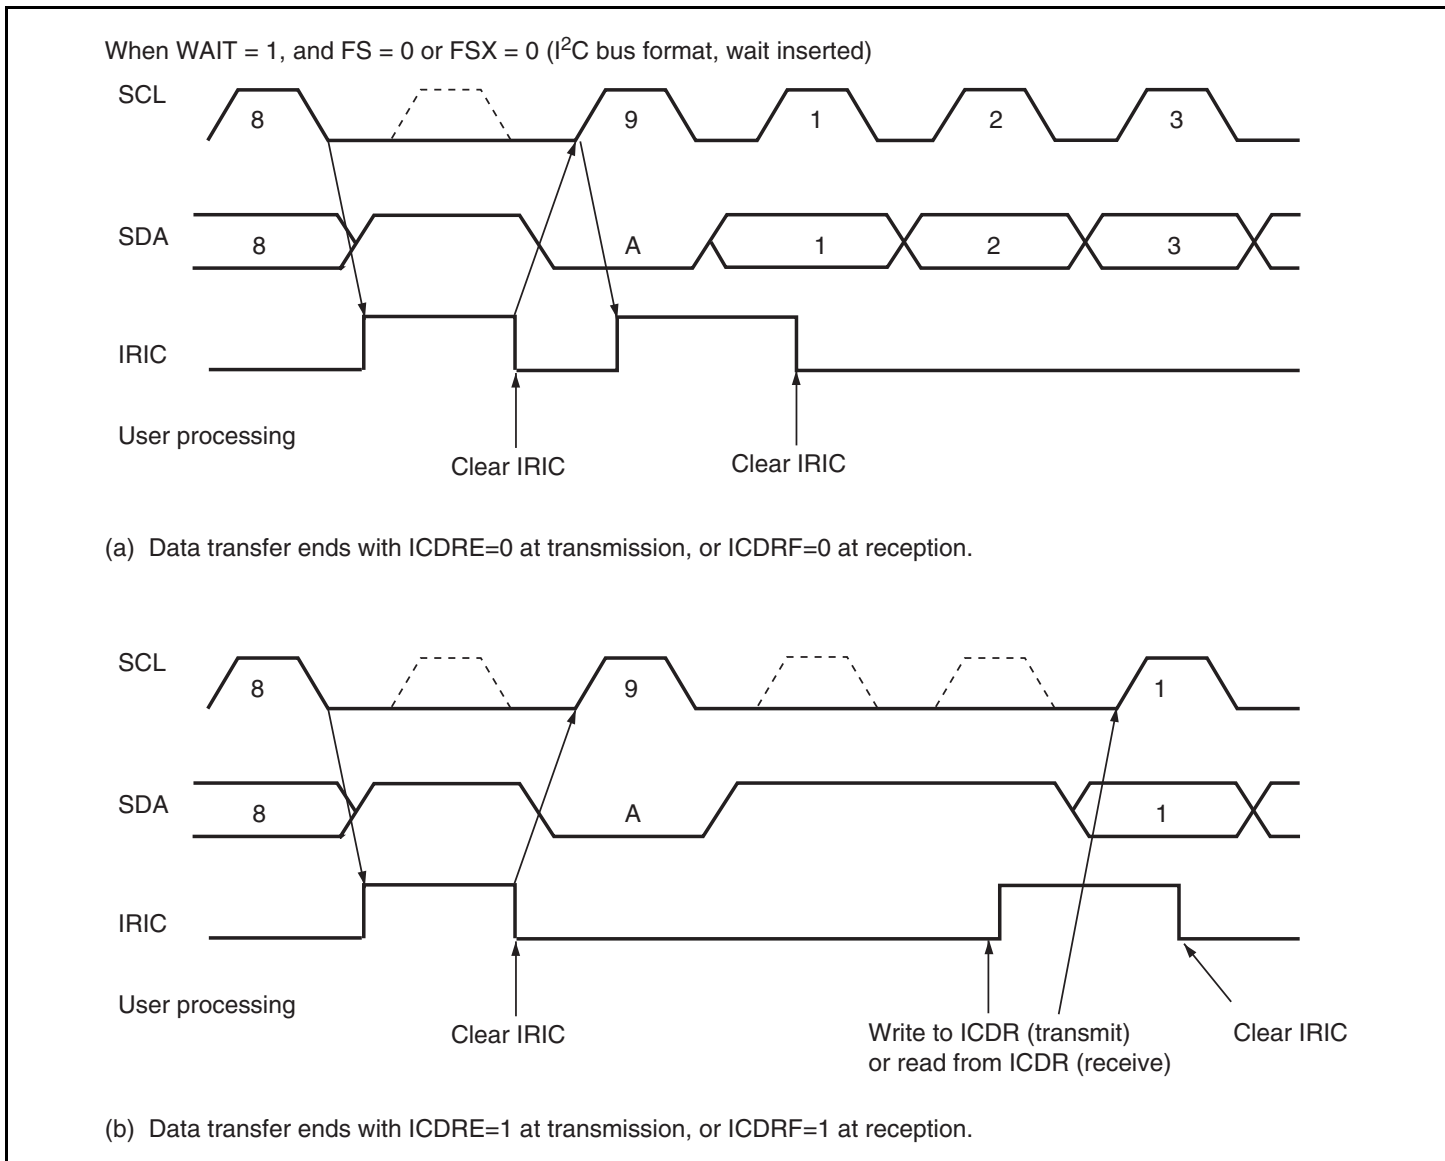 When WAIT = 1, and FS = 0 or FSX = 0 (I²C bus format, wait inserted)
SCL
8
9
1
2
3
SDA
8
A
1
2
3
IRIC
User processing
Clear IRIC
Clear IRIC
(a) Data transfer ends with ICDRE=0 at transmission, or ICDRF=0 at reception.
SCL
8
9
1
SDA
8
A
1
IRIC
User processing
Clear IRIC
Write to ICDR (transmit)
or read from ICDR (receive)
Clear IRIC
(b) Data transfer ends with ICDRE=1 at transmission, or ICDRF=1 at reception.